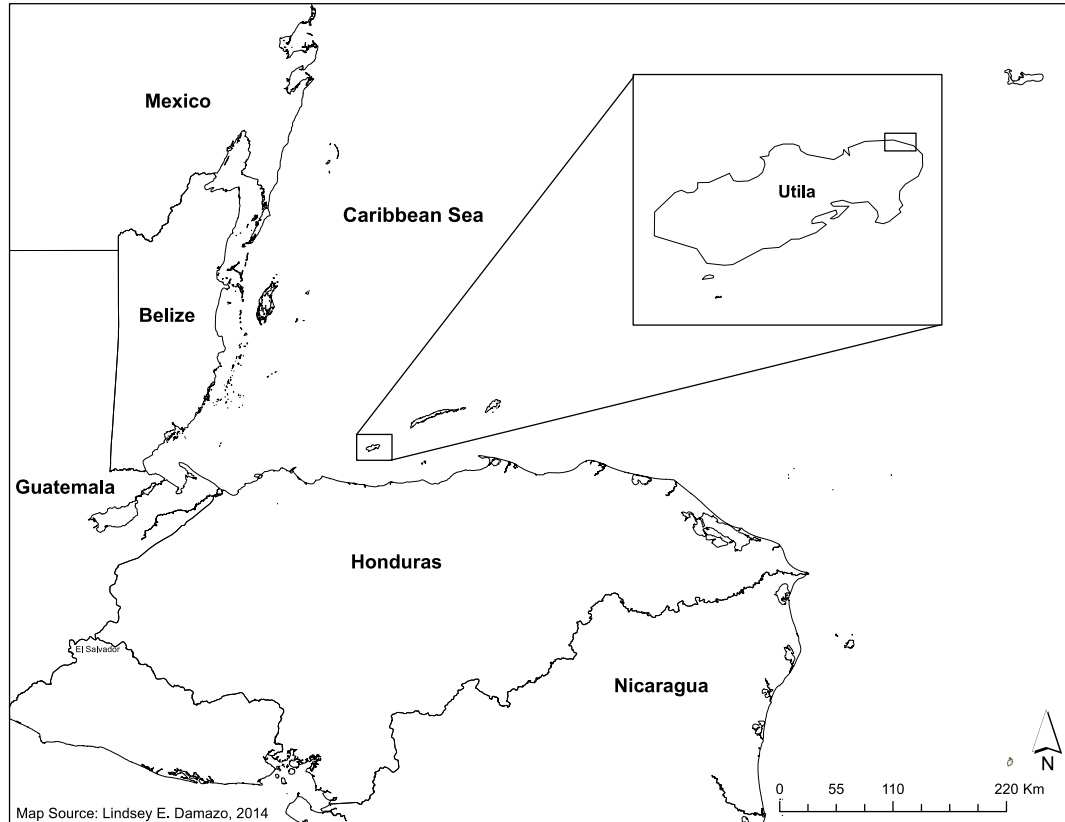 Mexico
Caribbean Sea
Utila
Belize
Guatemala
Honduras
El Salvador
Nicaragua
N
0 55 110 220 Km
Map Source: Lindsey E. Damazo, 2014